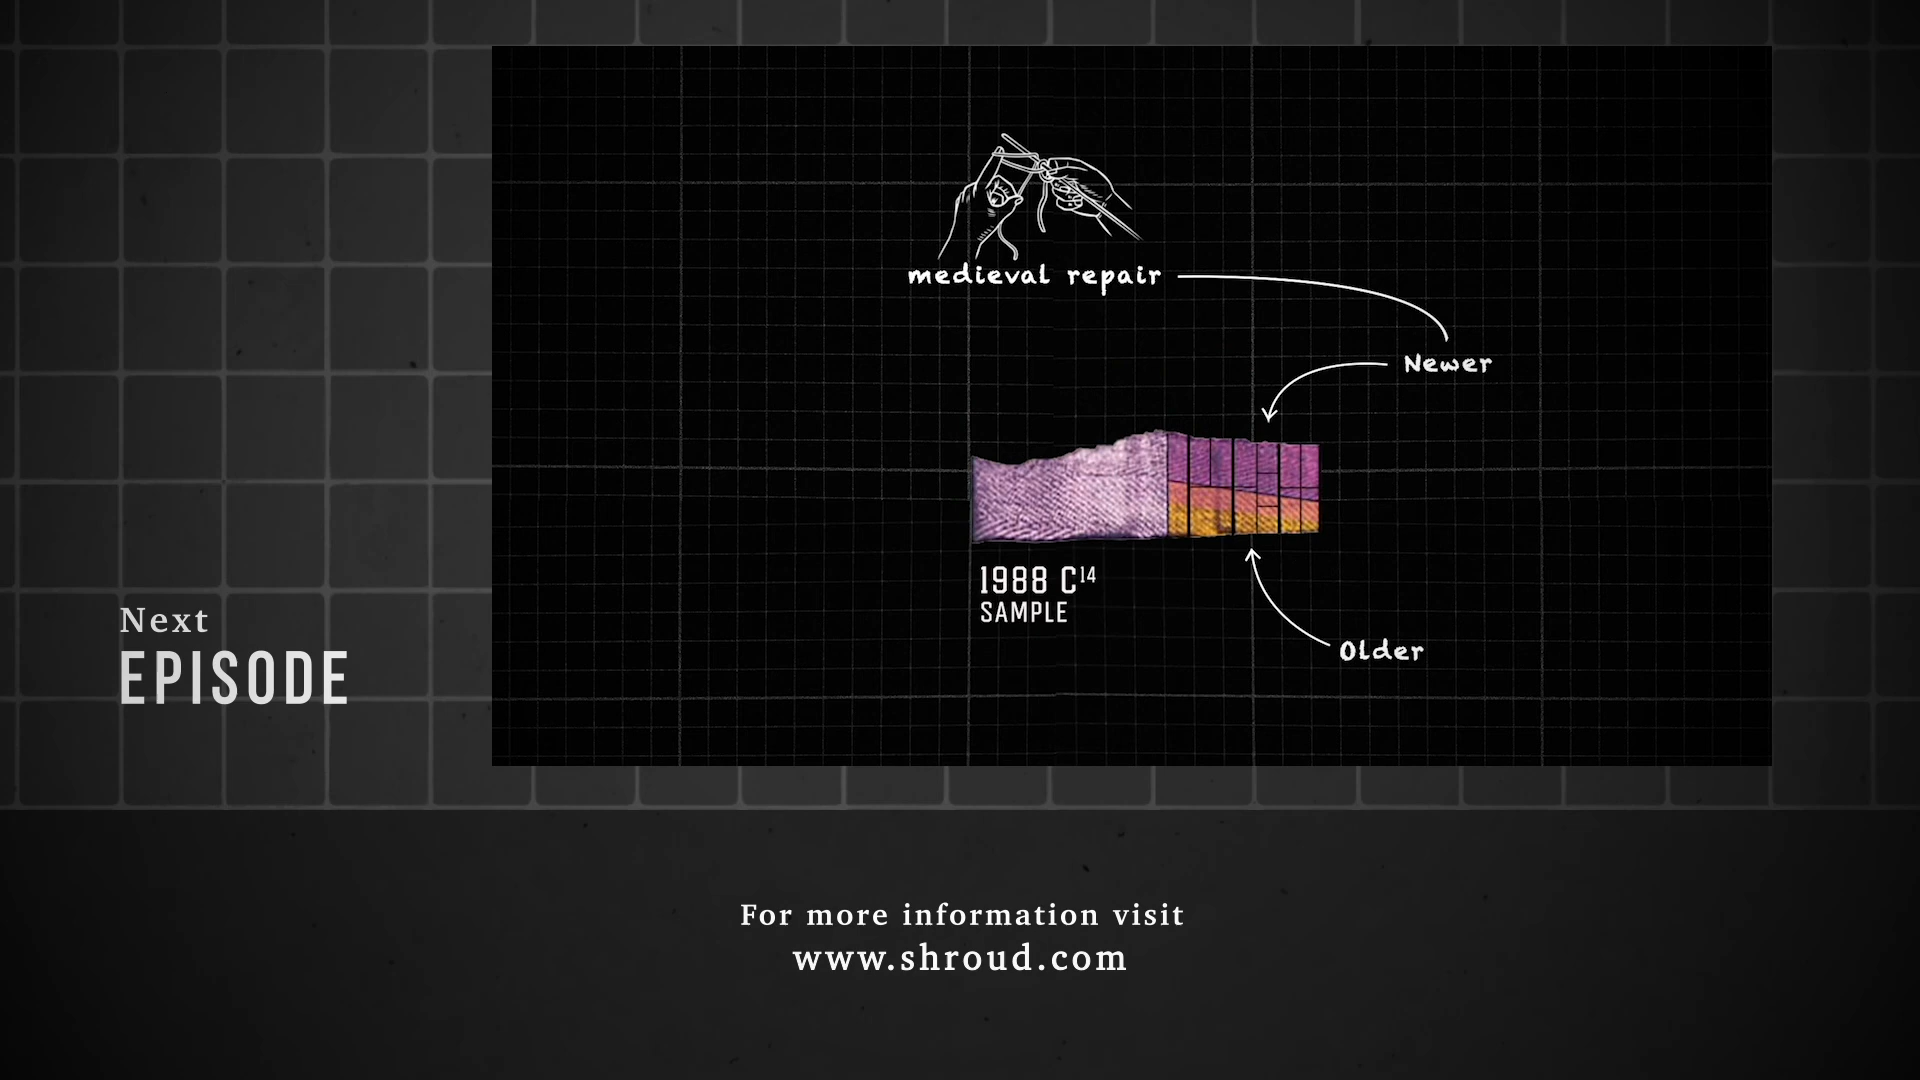 medieval repair
Newer
1988 C¹⁴
SAMPLE
Older
Next
EPISODE
For more information visit
www.shroud.com